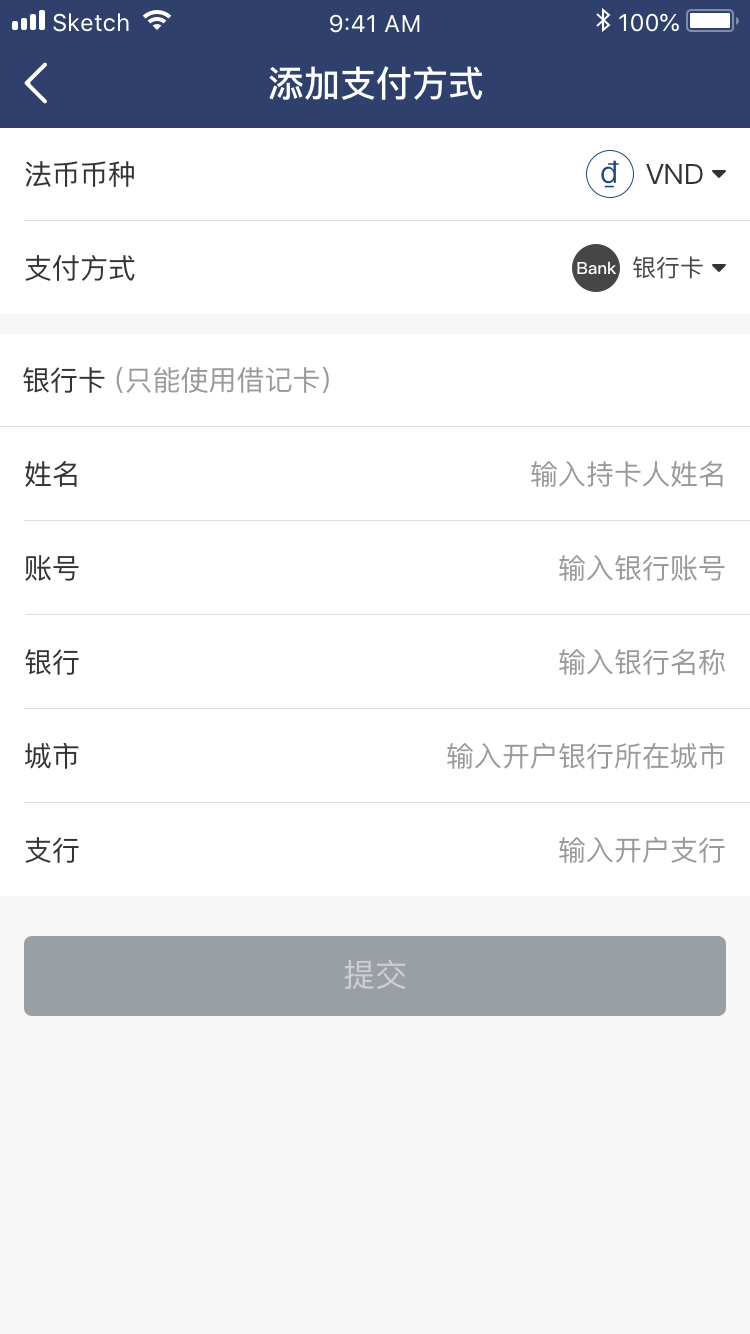 Sketch 9:41 AM 100%
添加支付方式
法币币种 ₫ VND
支付方式 Bank 银行卡
银行卡 (只能使用借记卡)
姓名 输入持卡人姓名
账号 输入银行账号
银行 输入银行名称
城市 输入开户银行所在城市
支行 输入开户支行
提交